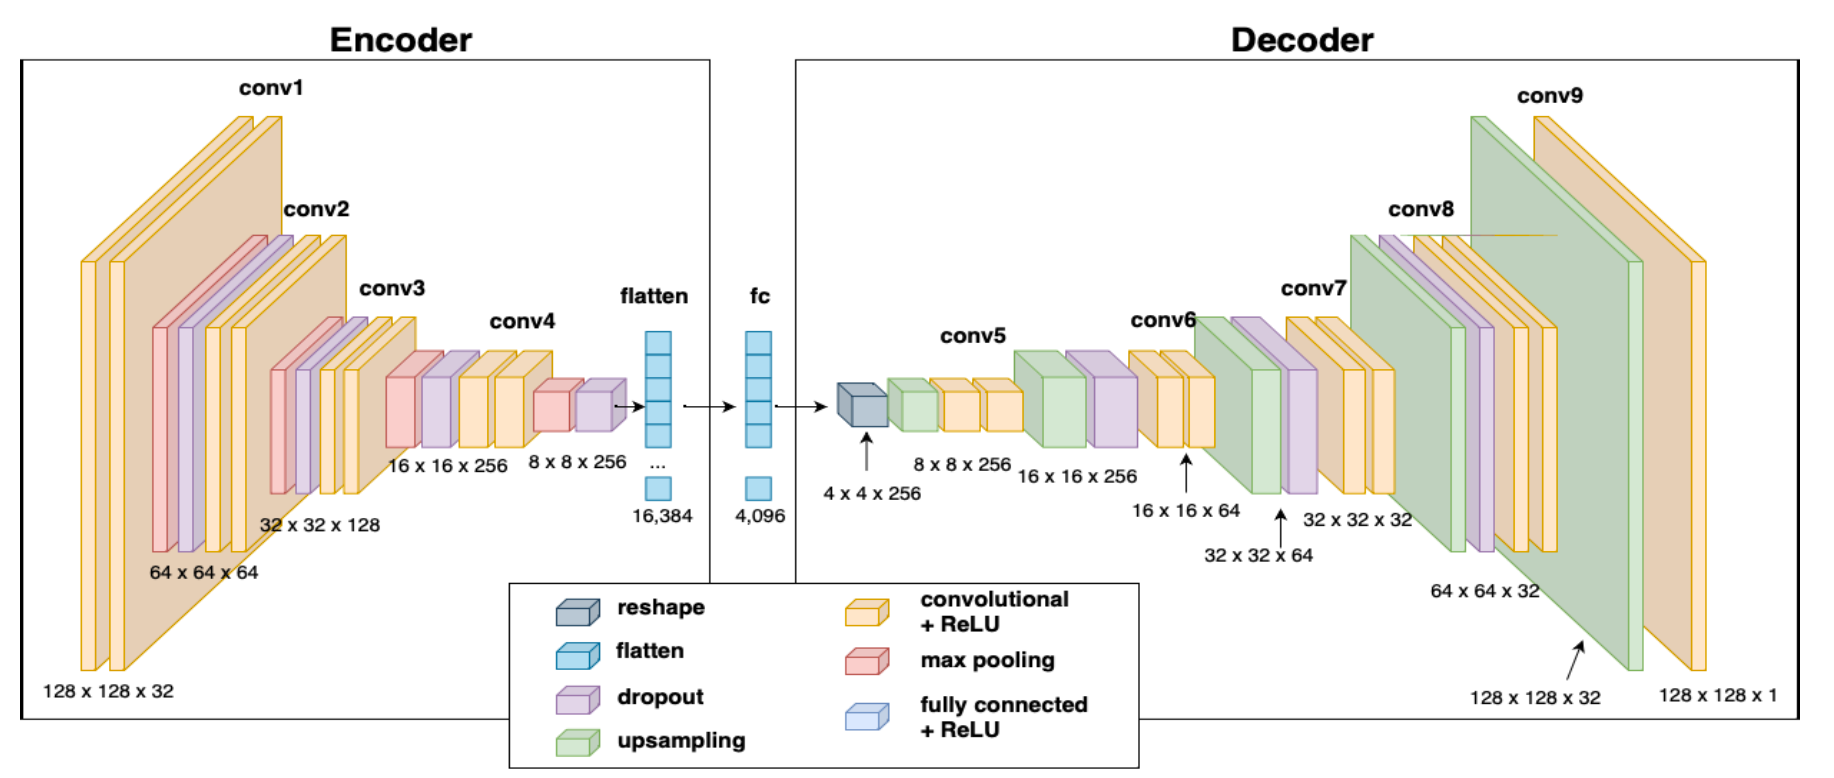 Encoder
Decoder
conv1
conv2
conv3
conv4
flatten
fc
conv5
conv6
conv7
conv8
conv9
128 x 128 x 32
64 x 64 x 64
32 x 32 x 128
16 x 16 x 256
8 x 8 x 256
...
16,384
4,096
4 x 4 x 256
8 x 8 x 256
16 x 16 x 256
16 x 16 x 64
32 x 32 x 64
32 x 32 x 32
64 x 64 x 32
128 x 128 x 32
128 x 128 x 1
reshape
flatten
dropout
upsampling
convolutional
+ ReLU
max pooling
fully connected
+ ReLU